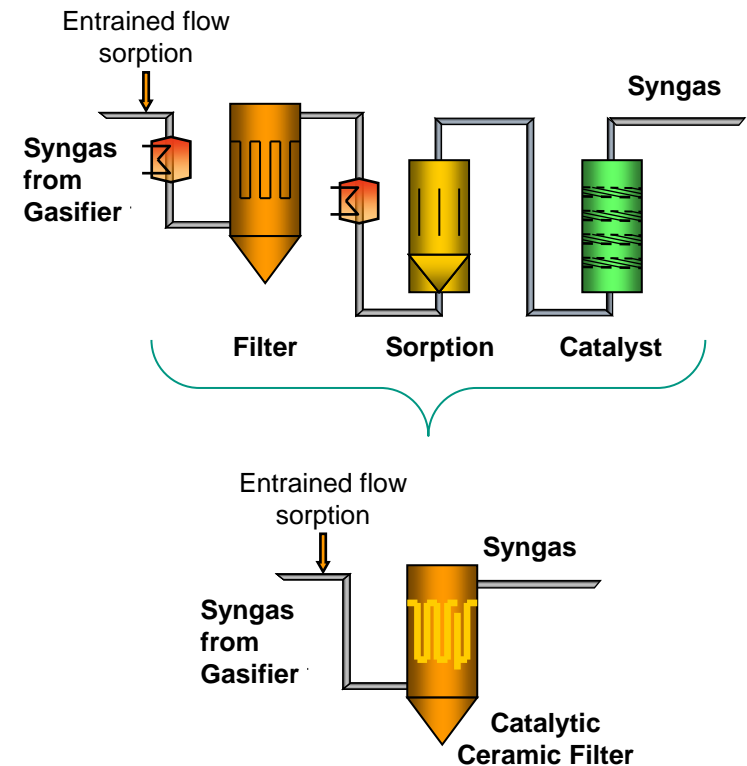 Entrained flow
sorption
Syngas
Syngas
from
Gasifier
Filter
Sorption
Catalyst
Entrained flow
sorption
Syngas
Syngas
from
Gasifier
Catalytic
Ceramic Filter